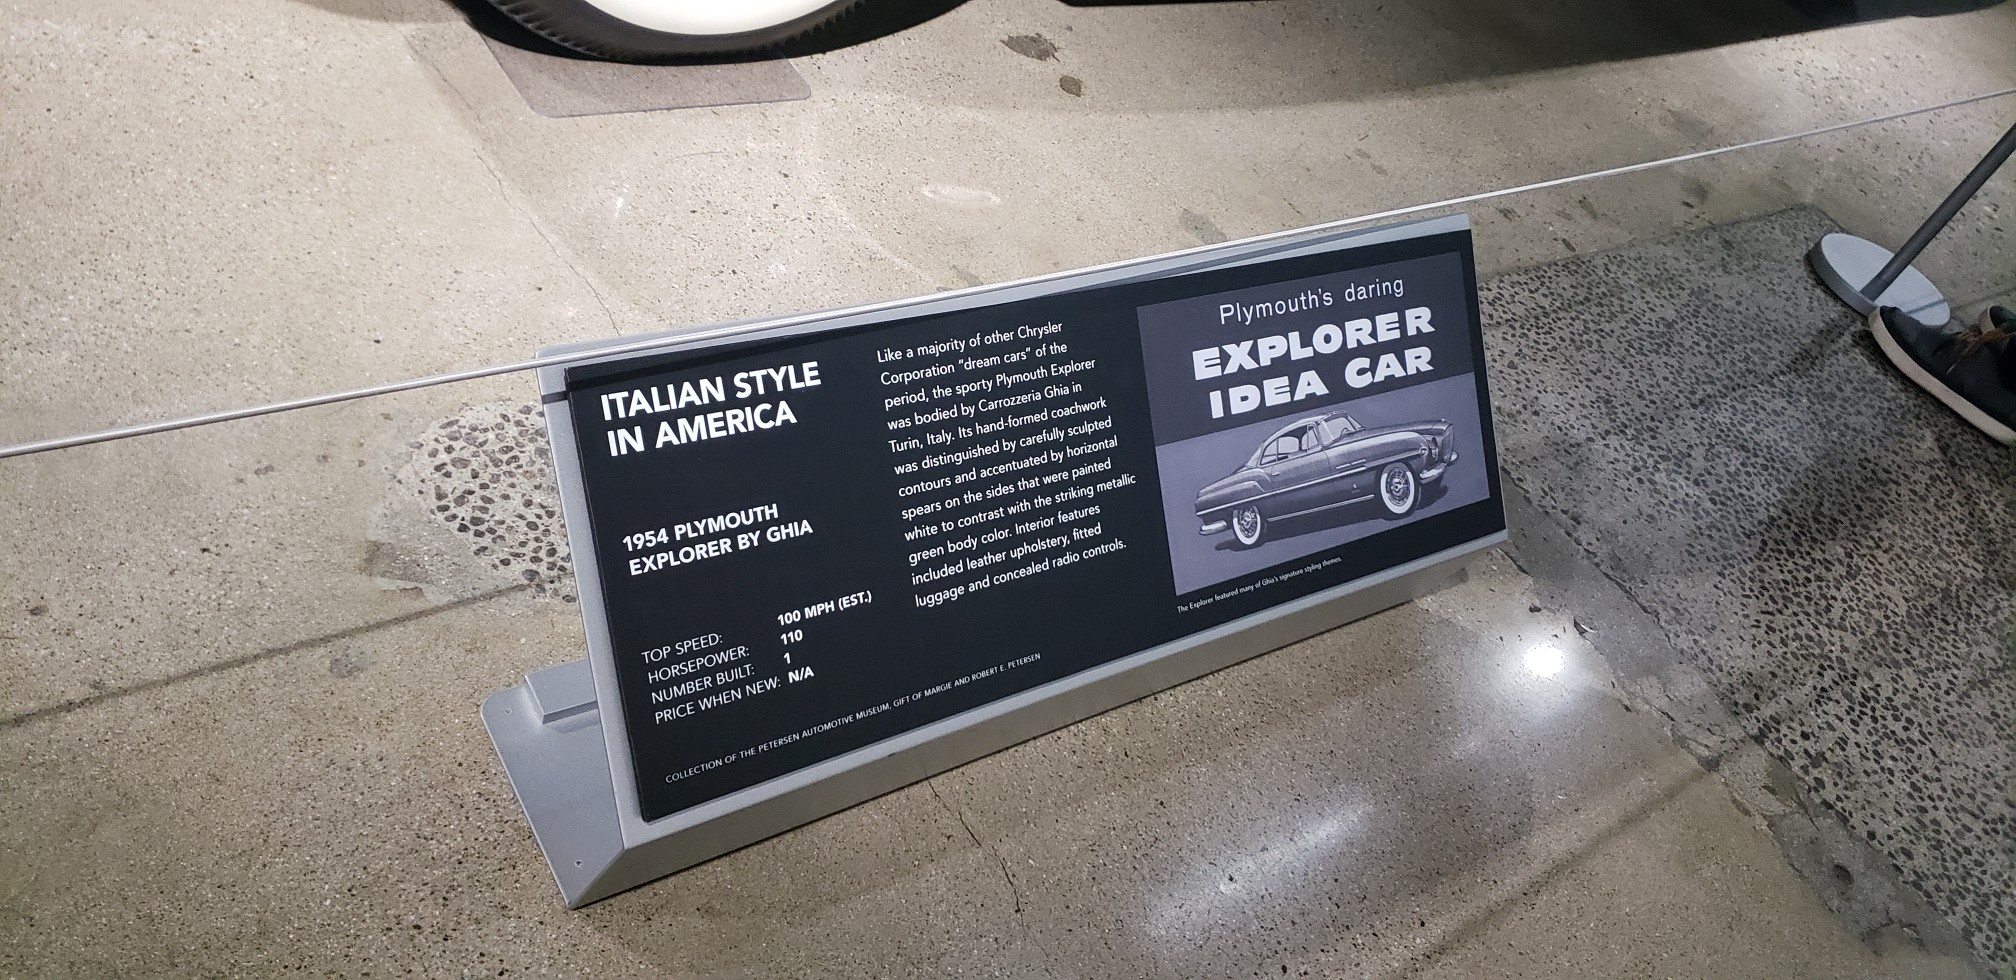 ITALIAN STYLE
IN AMERICA
1954 PLYMOUTH
EXPLORER BY GHIA
TOP SPEED: 100 MPH (EST.)
HORSEPOWER: 110
NUMBER BUILT: 1
PRICE WHEN NEW: N/A
COLLECTION OF THE PETERSEN AUTOMOTIVE MUSEUM, GIFT OF MARGIE AND ROBERT E. PETERSEN
Like a majority of other Chrysler
Corporation "dream cars" of the
period, the sporty Plymouth Explorer
was bodied by Carrozzeria Ghia in
Turin, Italy. Its hand-formed coachwork
was distinguished by carefully sculpted
contours and accentuated by horizontal
spears on the sides that were painted
white to contrast with the striking metallic
green body color. Interior features
included leather upholstery, fitted
luggage and concealed radio controls.
Plymouth's daring
EXPLORER
IDEA CAR
The Explorer featured many of Ghia's signature styling themes.